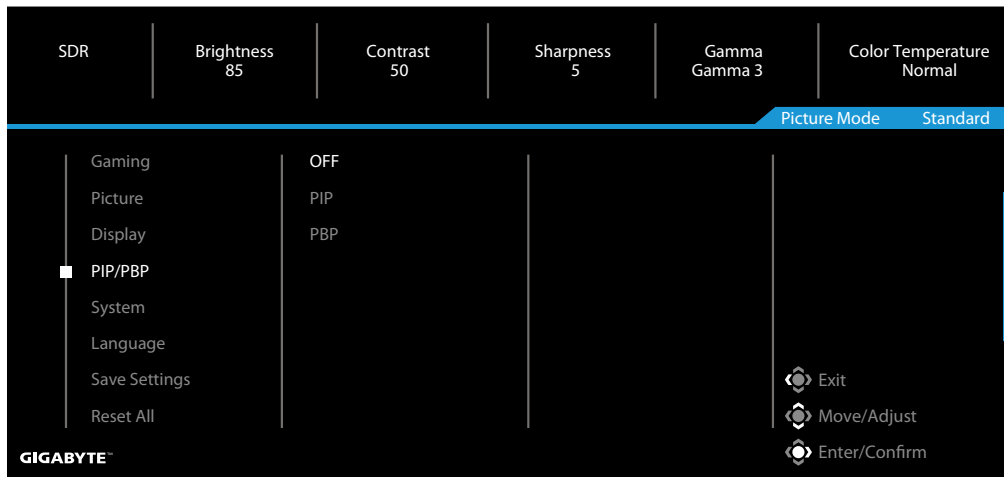 SDR
Brightness
85
Contrast
50
Sharpness
5
Gamma
Gamma 3
Color Temperature
Normal
Picture Mode Standard
Gaming
Picture
Display
PIP/PBP
System
Language
Save Settings
Reset All
OFF
PIP
PBP
Exit
Move/Adjust
Enter/Confirm
GIGABYTE™